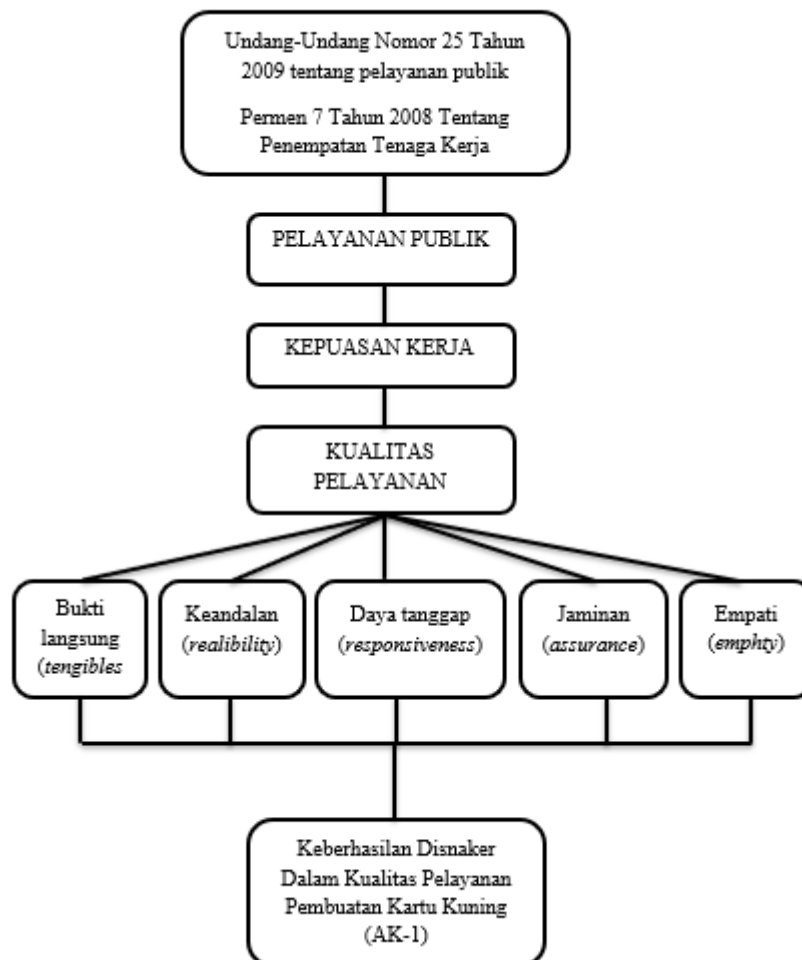 Undang-Undang Nomor 25 Tahun
2009 tentang pelayanan publik
Permen 7 Tahun 2008 Tentang
Penempatan Tenaga Kerja
PELAYANAN PUBLIK
KEPUASAN KERJA
KUALITAS
PELAYANAN
Bukti
langsung
(tengibles
Keandalan
(realibility)
Daya tanggap
(responsiveness)
Jaminan
(assurance)
Empati
(emphty)
Keberhasilan Disnaker
Dalam Kualitas Pelayanan
Pembuatan Kartu Kuning
(AK-1)